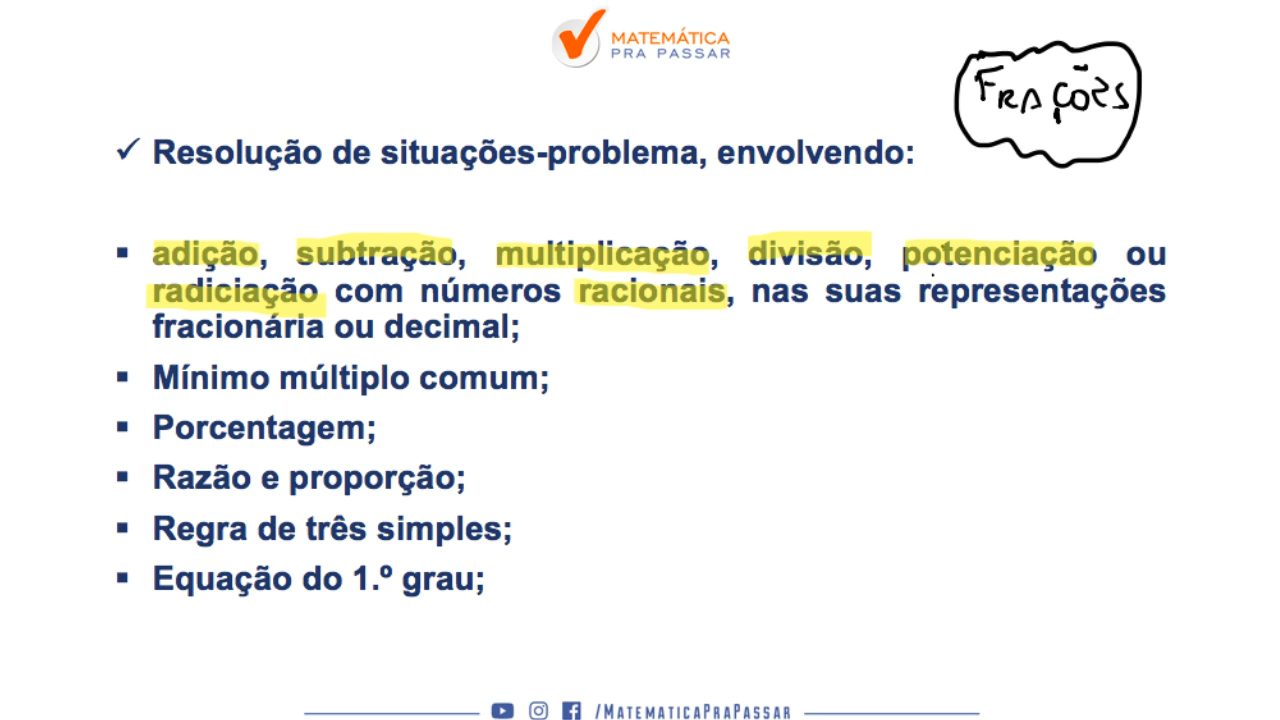 MATEMÁTICA
PRA PASSAR
FRAÇÕES
✓ Resolução de situações-problema, envolvendo:
▪ adição, subtração, multiplicação, divisão, potenciação ou
radiciação com números racionais, nas suas representações
fracionária ou decimal;
▪ Mínimo múltiplo comum;
▪ Porcentagem;
▪ Razão e proporção;
▪ Regra de três simples;
▪ Equação do 1.º grau;
/MATEMATICAPRAPASSAR